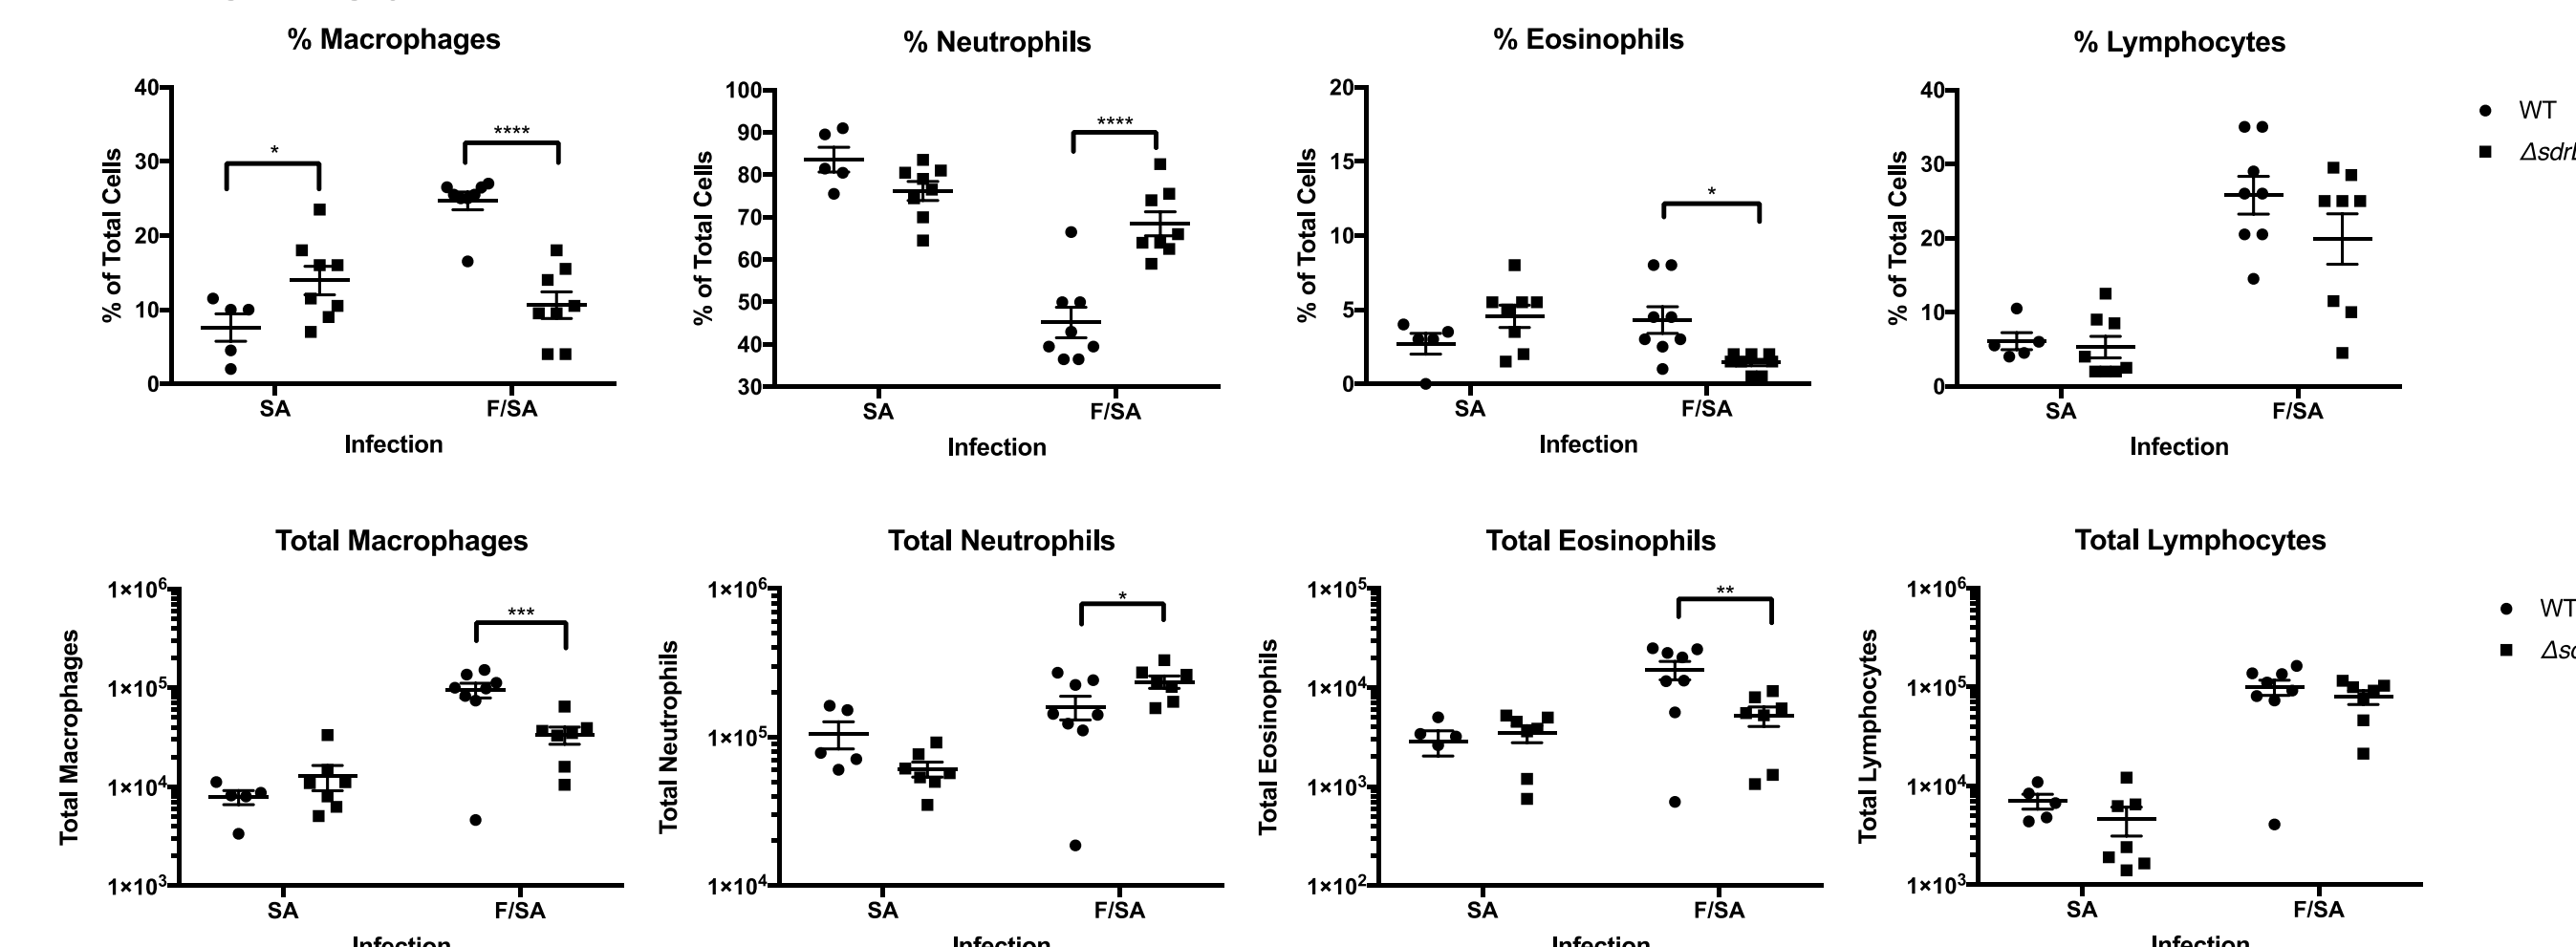 % Macrophages
% of Total Cells
40
30
20
10
0
*
****
SA
F/SA
Infection
% Neutrophils
% of Total Cells
100
90
80
70
60
50
40
30
****
SA
F/SA
Infection
% Eosinophils
% of Total Cells
20
15
10
5
0
*
SA
F/SA
Infection
% Lymphocytes
% of Total Cells
40
30
20
10
0
SA
F/SA
Infection
WT
Total Macrophages
Total Macrophages
1×10⁶
1×10⁵
1×10⁴
1×10³
***
SA
F/SA
Infection
Total Neutrophils
Total Neutrophils
1×10⁶
1×10⁵
1×10⁴
*
SA
F/SA
Infection
Total Eosinophils
Total Eosinophils
1×10⁵
1×10⁴
1×10³
1×10²
**
SA
F/SA
Infection
Total Lymphocytes
Total Lymphocytes
1×10⁶
1×10⁵
1×10⁴
1×10³
SA
F/SA
Infection
WT